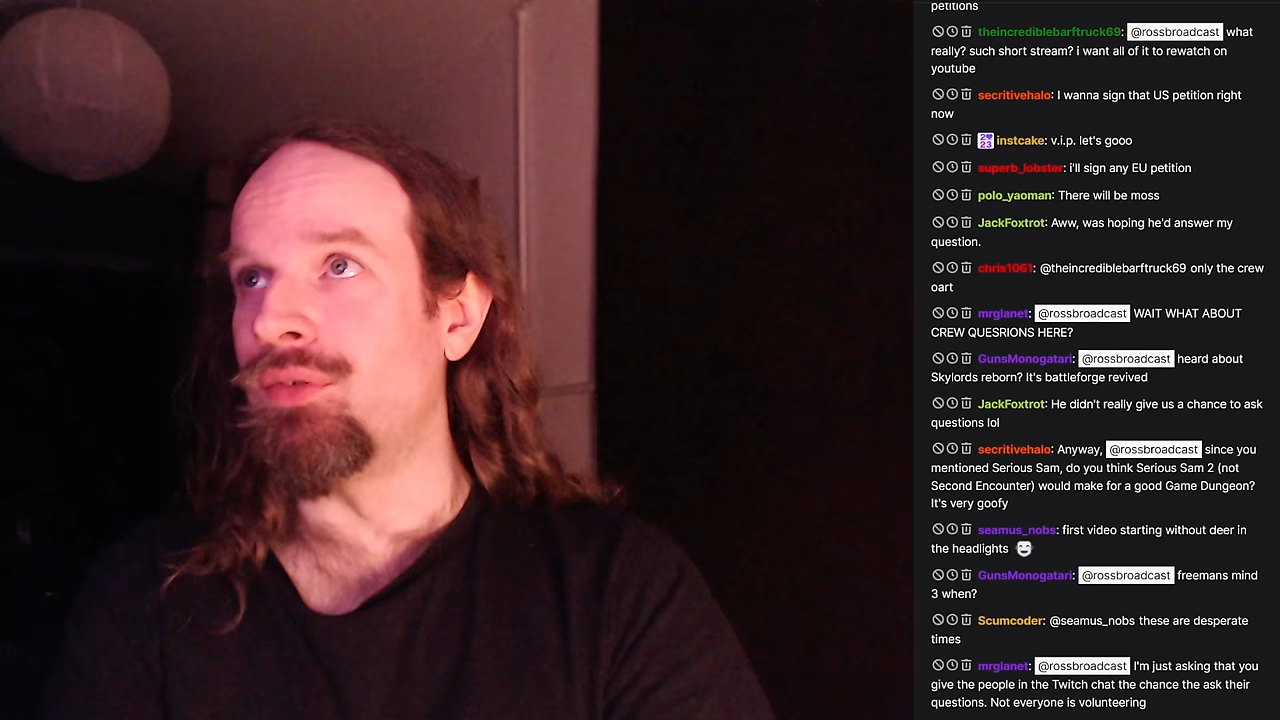 petitions
theincrediblebarftruck69: @rossbroadcast what
really? such short stream? i want all of it to rewatch on
youtube
secritivehalo: I wanna sign that US petition right
now
instcake: v.i.p. let's gooo
superb_lobster: i'll sign any EU petition
polo_yaoman: There will be moss
JackFoxtrot: Aww, was hoping he'd answer my
question.
chris1061: @theincrediblebarftruck69 only the crew
oart
mrglanet: @rossbroadcast WAIT WHAT ABOUT
CREW QUESRIONS HERE?
GunsMonogatari: @rossbroadcast heard about
Skylords reborn? It's battleforge revived
JackFoxtrot: He didn't really give us a chance to ask
questions lol
secritivehalo: Anyway, @rossbroadcast since you
mentioned Serious Sam, do you think Serious Sam 2 (not
Second Encounter) would make for a good Game Dungeon?
It's very goofy
seamus_nobs: first video starting without deer in
the headlights
GunsMonogatari: @rossbroadcast freemans mind
3 when?
Scumcoder: @seamus_nobs these are desperate
times
mrglanet: @rossbroadcast I'm just asking that you
give the people in the Twitch chat the chance the ask their
questions. Not everyone is volunteering